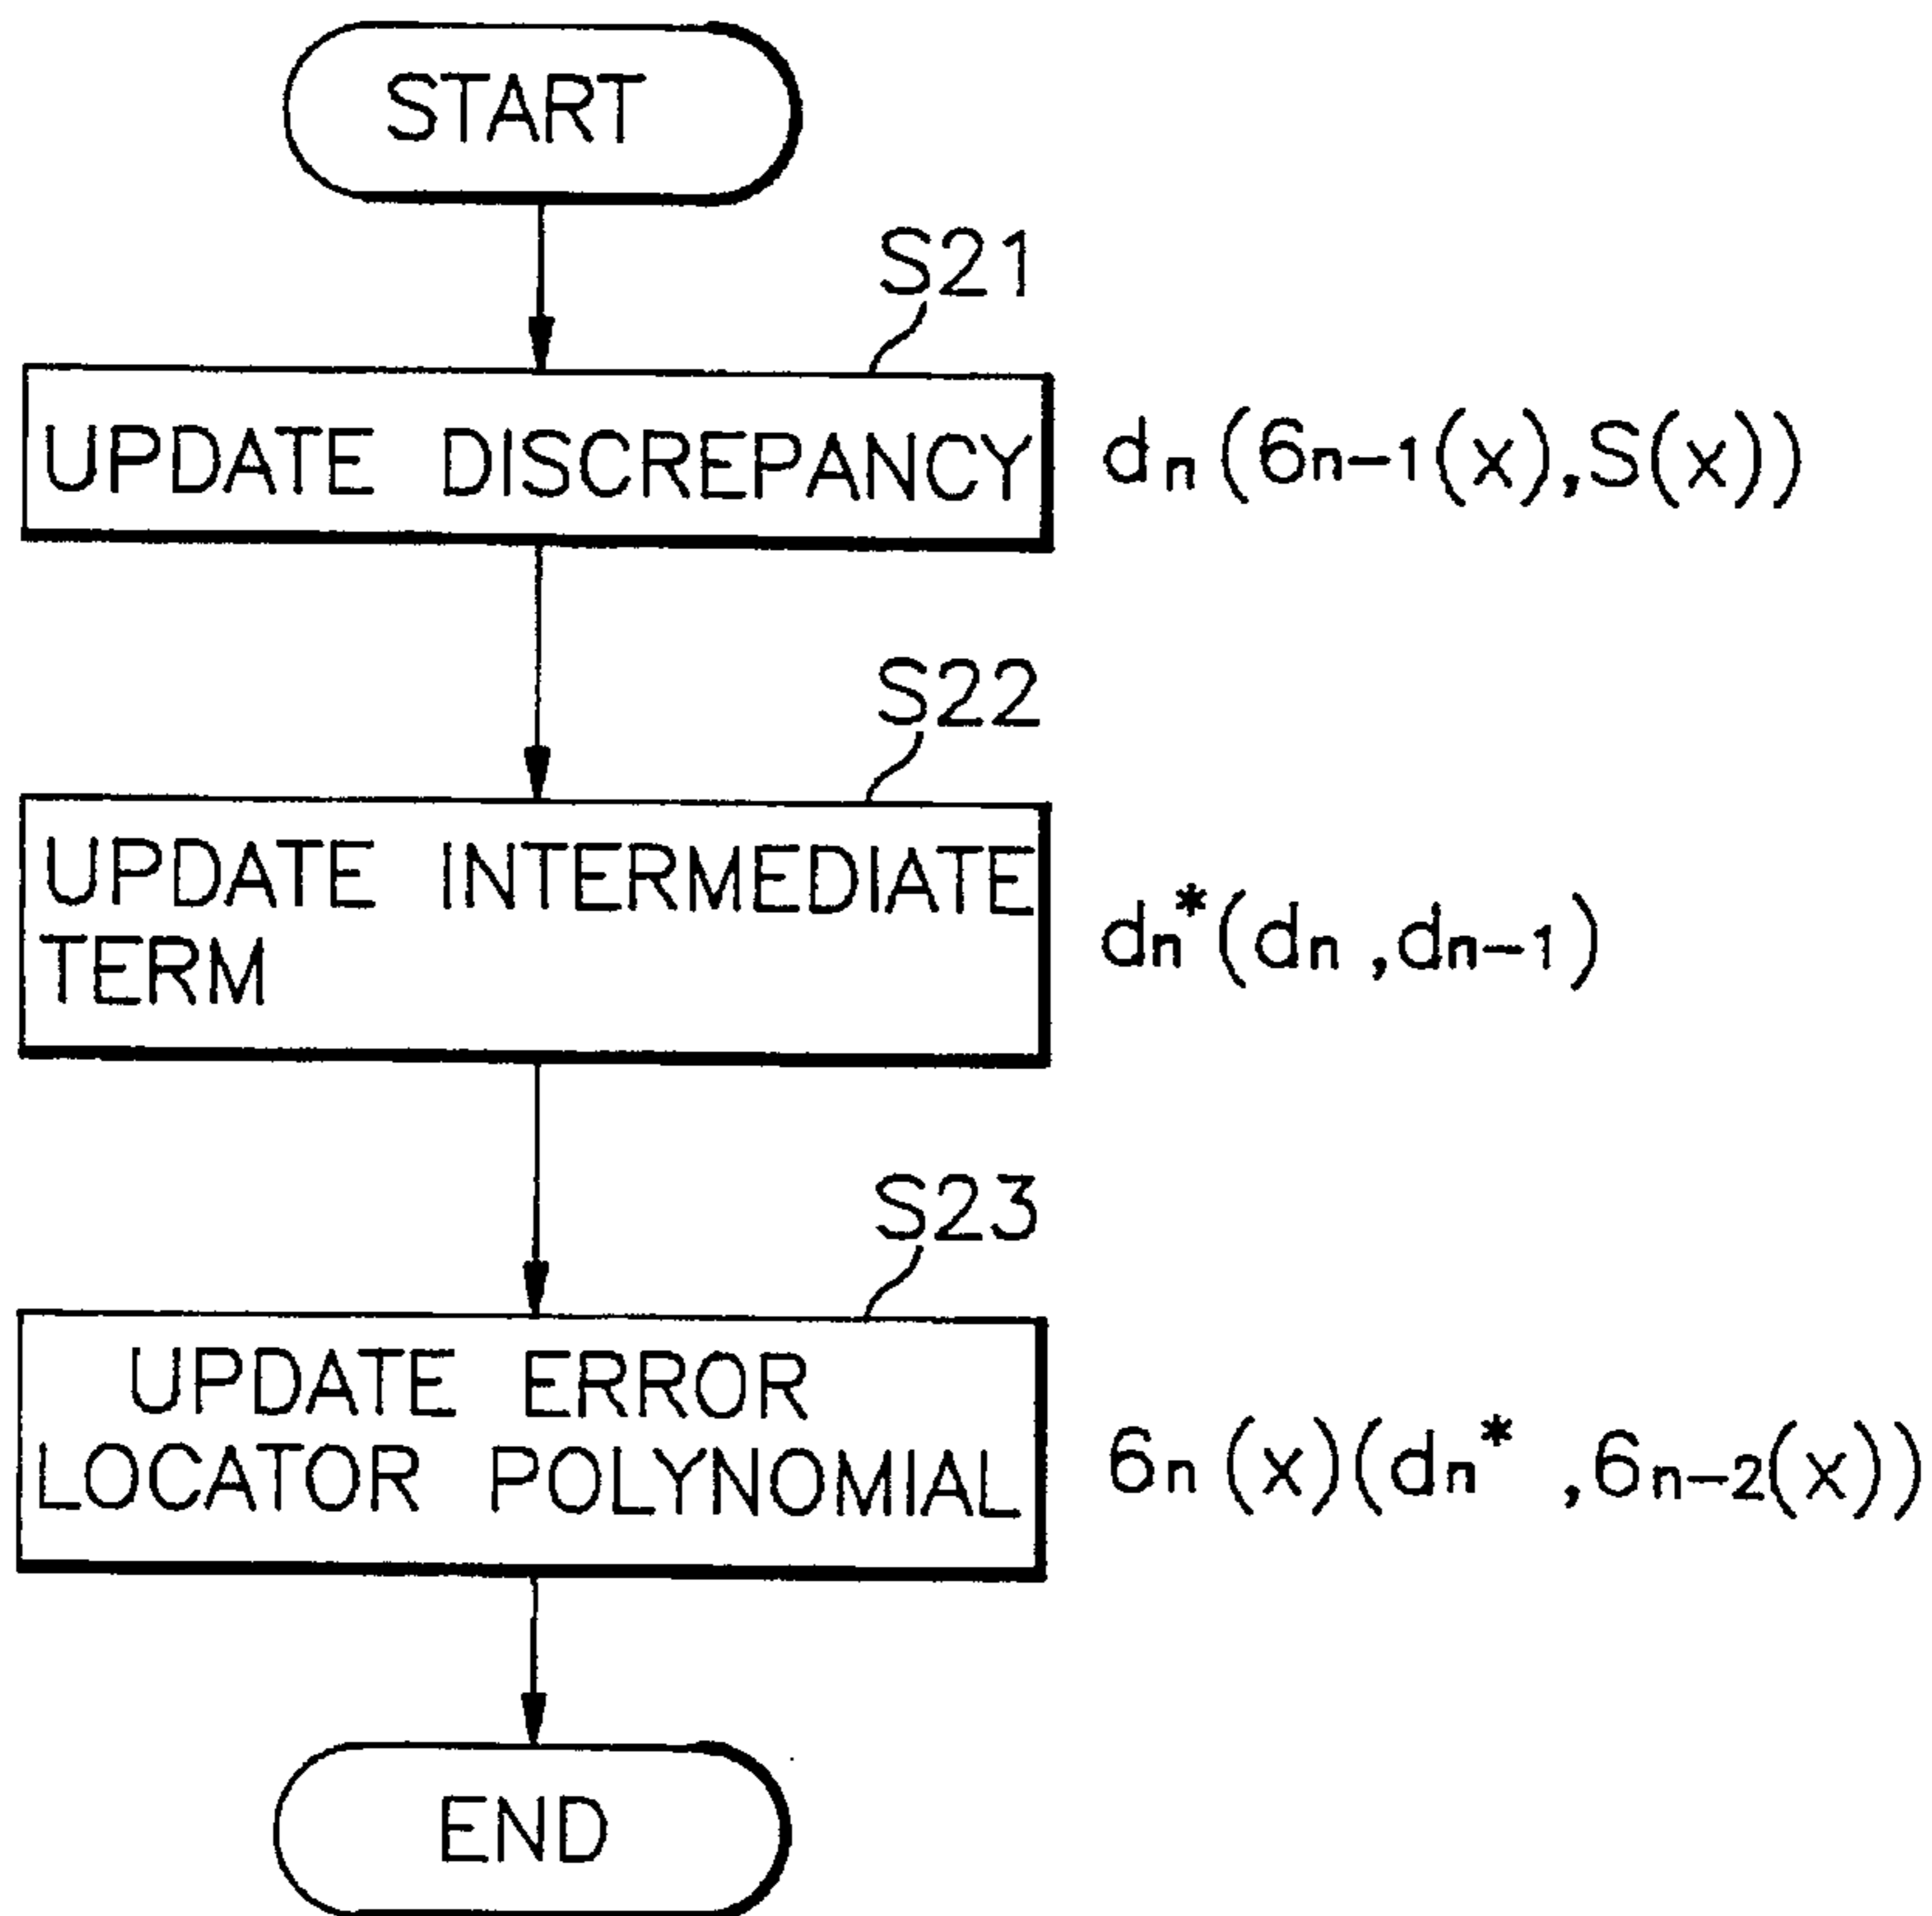 START
S21
UPDATE DISCREPANCY
dn(6n-1(x),S(x))
S22
UPDATE INTERMEDIATE
TERM
dn*(dn,dn-1)
S23
UPDATE ERROR
LOCATOR POLYNOMIAL
6n(x)(dn*,6n-2(x))
END